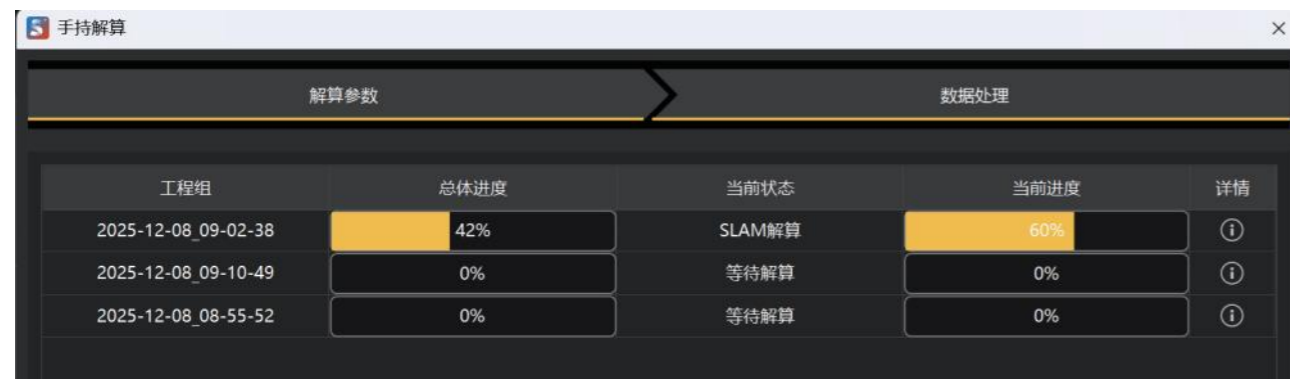 手持解算
解算参数 数据处理
工程组 总体进度 当前状态 当前进度 详情
2025-12-08_09-02-38 42% SLAM解算 60%
2025-12-08_09-10-49 0% 等待解算 0%
2025-12-08_08-55-52 0% 等待解算 0%